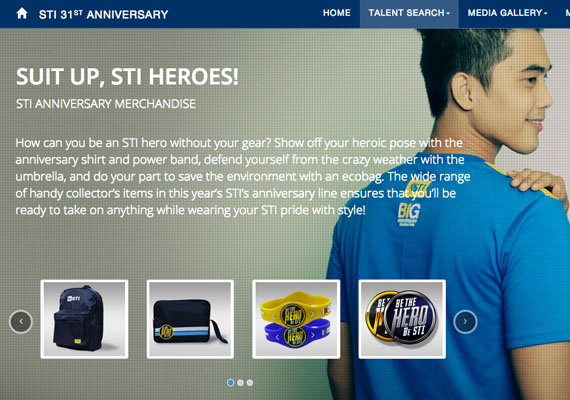 STI 31ST ANNIVERSARY
HOME TALENT SEARCH MEDIA GALLERY M
SUIT UP, STI HEROES!
STI ANNIVERSARY MERCHANDISE
How can you be an STI hero without your gear? Show off your heroic pose with the
anniversary shirt and power band, defend yourself from the crazy weather with the
umbrella, and do your part to save the environment with an ecobag. The wide range
of handy collector's items in this year's STI's anniversary line ensures that you'll be
ready to take on anything while wearing your STI pride with style!
STI
B1G
STI
BE THE
HERO
BE STI
BE THE
HERO
BE STI